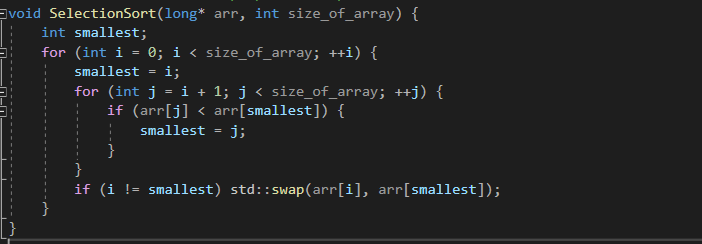 void SelectionSort(long* arr, int size_of_array) {
    int smallest;
    for (int i = 0; i < size_of_array; ++i) {
        smallest = i;
        for (int j = i + 1; j < size_of_array; ++j) {
            if (arr[j] < arr[smallest]) {
                smallest = j;
            }
        }
        if (i != smallest) std::swap(arr[i], arr[smallest]);
    }
}